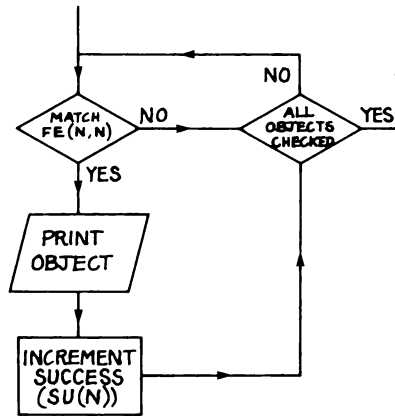 MATCH
FE(N,N)
NO
YES
PRINT
OBJECT
INCREMENT
SUCCESS
(SU(N))
NO
ALL
OBJECTS
CHECKED
YES